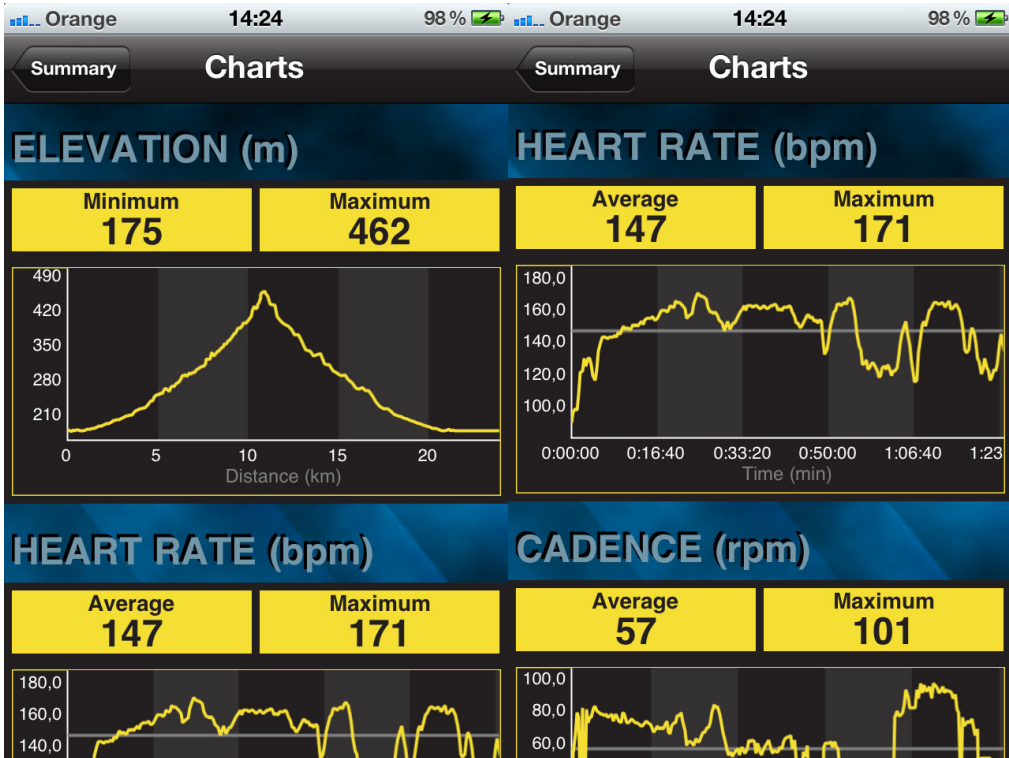 Orange 14:24 98 %
Summary Charts
ELEVATION (m)
Minimum Maximum
175 462
490
420
350
280
210
0 5 10 15 20
Distance (km)
HEART RATE (bpm)
Average Maximum
147 171
180,0
160,0
140,0
Orange 14:24 98 %
Summary Charts
HEART RATE (bpm)
Average Maximum
147 171
180,0
160,0
140,0
120,0
100,0
0:00:00 0:16:40 0:33:20 0:50:00 1:06:40 1:23
Time (min)
CADENCE (rpm)
Average Maximum
57 101
100,0
80,0
60,0